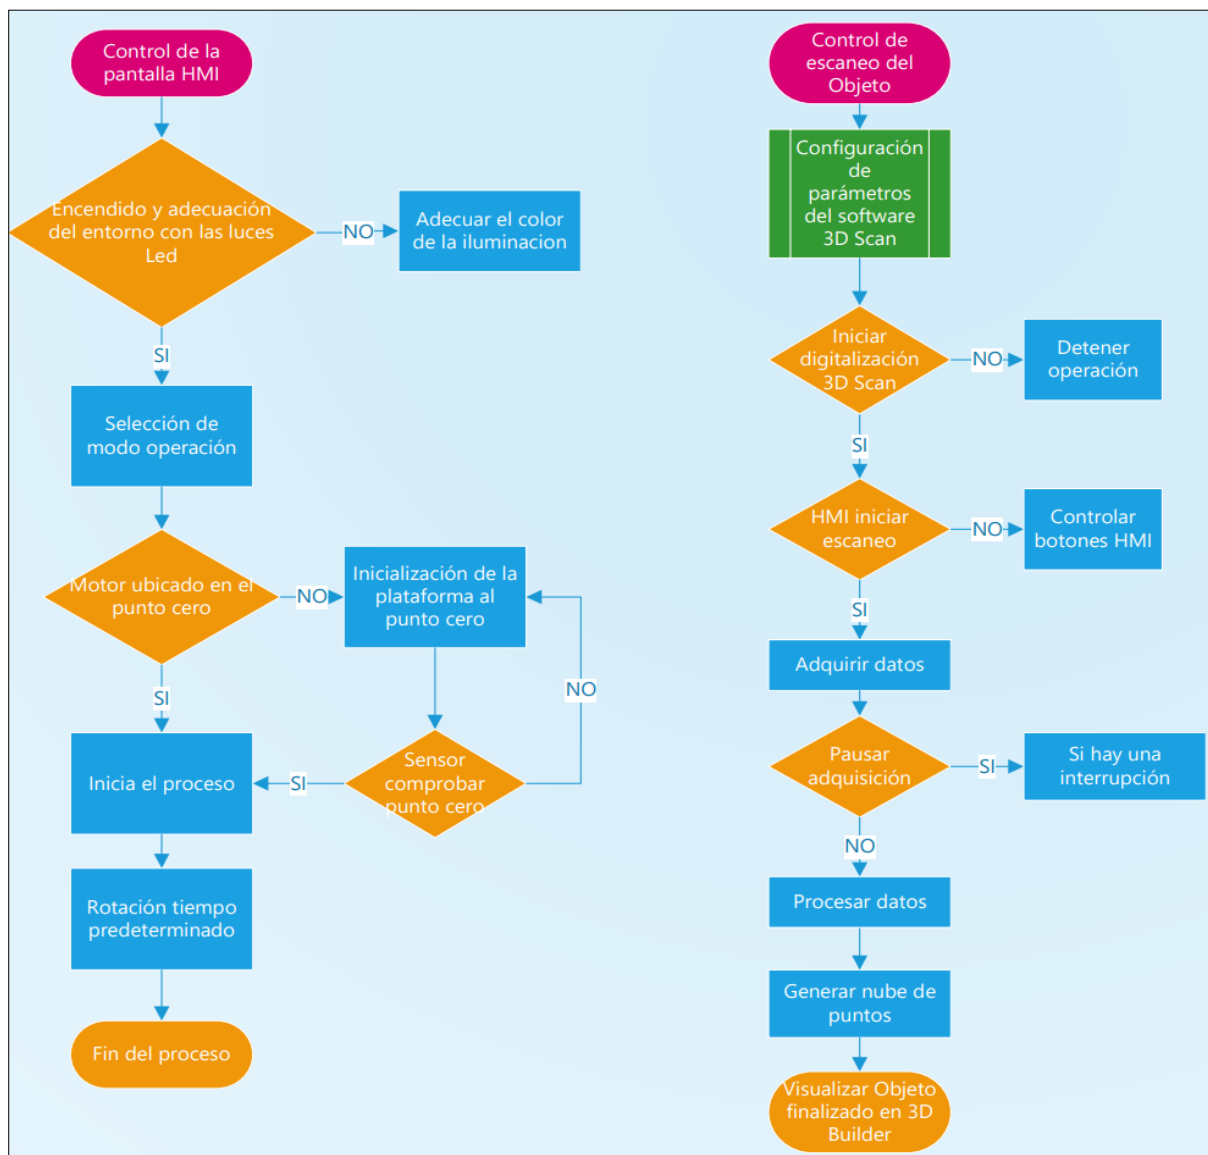 Control de la
pantalla HMI
Encendido y adecuación
del entorno con las luces
Led
NO
Adecuar el color
de la iluminacion
SI
Selección de
modo operación
Motor ubicado en el
punto cero
NO
Inicialización de la
plataforma al
punto cero
NO
SI
Inicia el proceso
SI
Sensor
comprobar
punto cero
Rotación tiempo
predeterminado
Fin del proceso
Control de
escaneo del
Objeto
Configuración
de
parámetros
del software
3D Scan
Iniciar
digitalización
3D Scan
NO
Detener
operación
SI
HMI iniciar
escaneo
NO
Controlar
botones HMI
SI
Adquirir datos
Pausar
adquisición
SI
Si hay una
interrupción
NO
Procesar datos
Generar nube de
puntos
Visualizar Objeto
finalizado en 3D
Builder